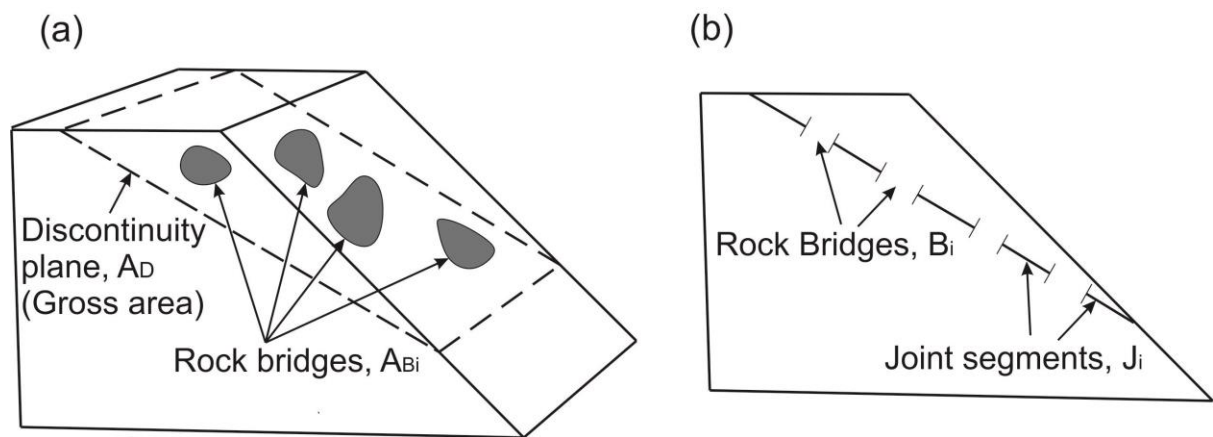 (a)
Discontinuity
plane, AD
(Gross area)
Rock bridges, ABi
(b)
Rock Bridges, Bi
Joint segments, Ji